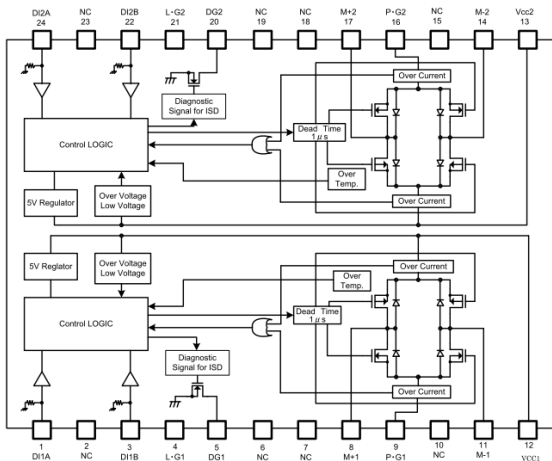 DI2A NC DI2B L・G2 DG2 NC NC M+2 P・G2 NC M-2 Vcc2
24 23 22 21 20 19 18 17 16 15 14 13
Over Current
Diagnostic
Signal for ISD
Control LOGIC
Dead Time
1μs
Over
Temp.
5V Regulator
Over Voltage
Low Voltage
Over Current
5V Reglator
Over Voltage
Low Voltage
Over
Temp.
Over Current
Control LOGIC
Dead Time
1μs
Diagnostic
Signal for ISD
Over Current
1 2 3 4 5 6 7 8 9 10 11 12
DI1A NC DI1B L・G1 DG1 NC NC M+1 P・G1 NC M-1 VCC1